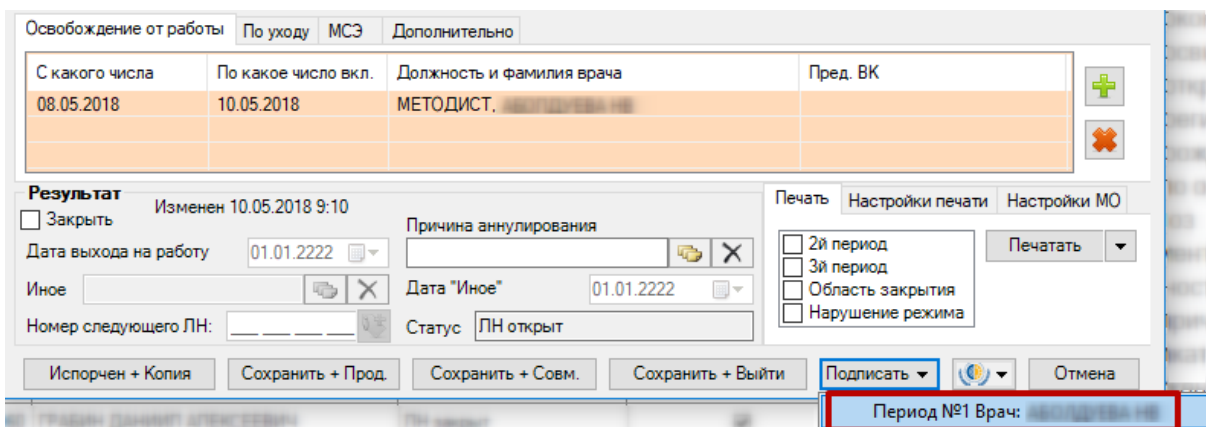 Освобождение от работы По уходу МСЭ Дополнительно
С какого числа По какое число вкл. Должность и фамилия врача Пред. ВК
08.05.2018 10.05.2018 МЕТОДИСТ,
Результат
Изменен 10.05.2018 9:10
Закрыть
Причина аннулирования
Дата выхода на работу 01.01.2222
Иное Дата "Иное" 01.01.2222
Номер следующего ЛН: ___ ___ ___ ___ Статус ЛН открыт
Печать Настройки печати Настройки МО
2й период Печатать
3й период
Область закрытия
Нарушение режима
Испорчен + Копия Сохранить + Прод. Сохранить + Совм. Сохранить + Выйти Подписать Отмена
Период №1 Врач: